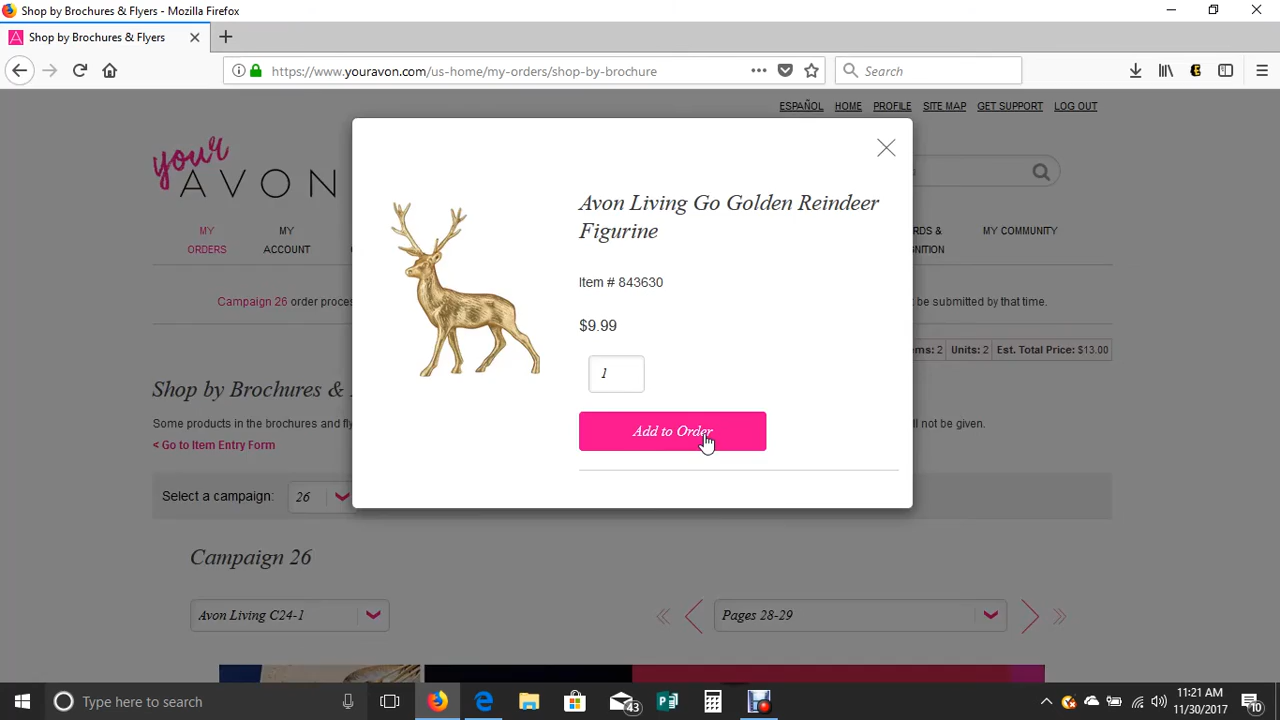 Shop by Brochures & Flyers - Mozilla Firefox
Shop by Brochures & Flyers
https://www.youravon.com/us-home/my-orders/shop-by-brochure
Search
ESPAÑOL HOME PROFILE SITE MAP GET SUPPORT LOG OUT
your
AVON
MY
ORDERS
MY
ACCOUNT
MY COMMUNITY
Campaign 26 order
be submitted by that time.
2 Units: 2 Est. Total Price: $13.00
Shop by Brochures &
Some products in the brochures and
will not be given.
< Go to Item Entry Form
Select a campaign: 26
Avon Living Go Golden Reindeer
Figurine
Item # 843630
$9.99
1
Add to Order
Campaign 26
Avon Living C24-1
Pages 28-29
Type here to search
43
11:21 AM
11/30/2017
10